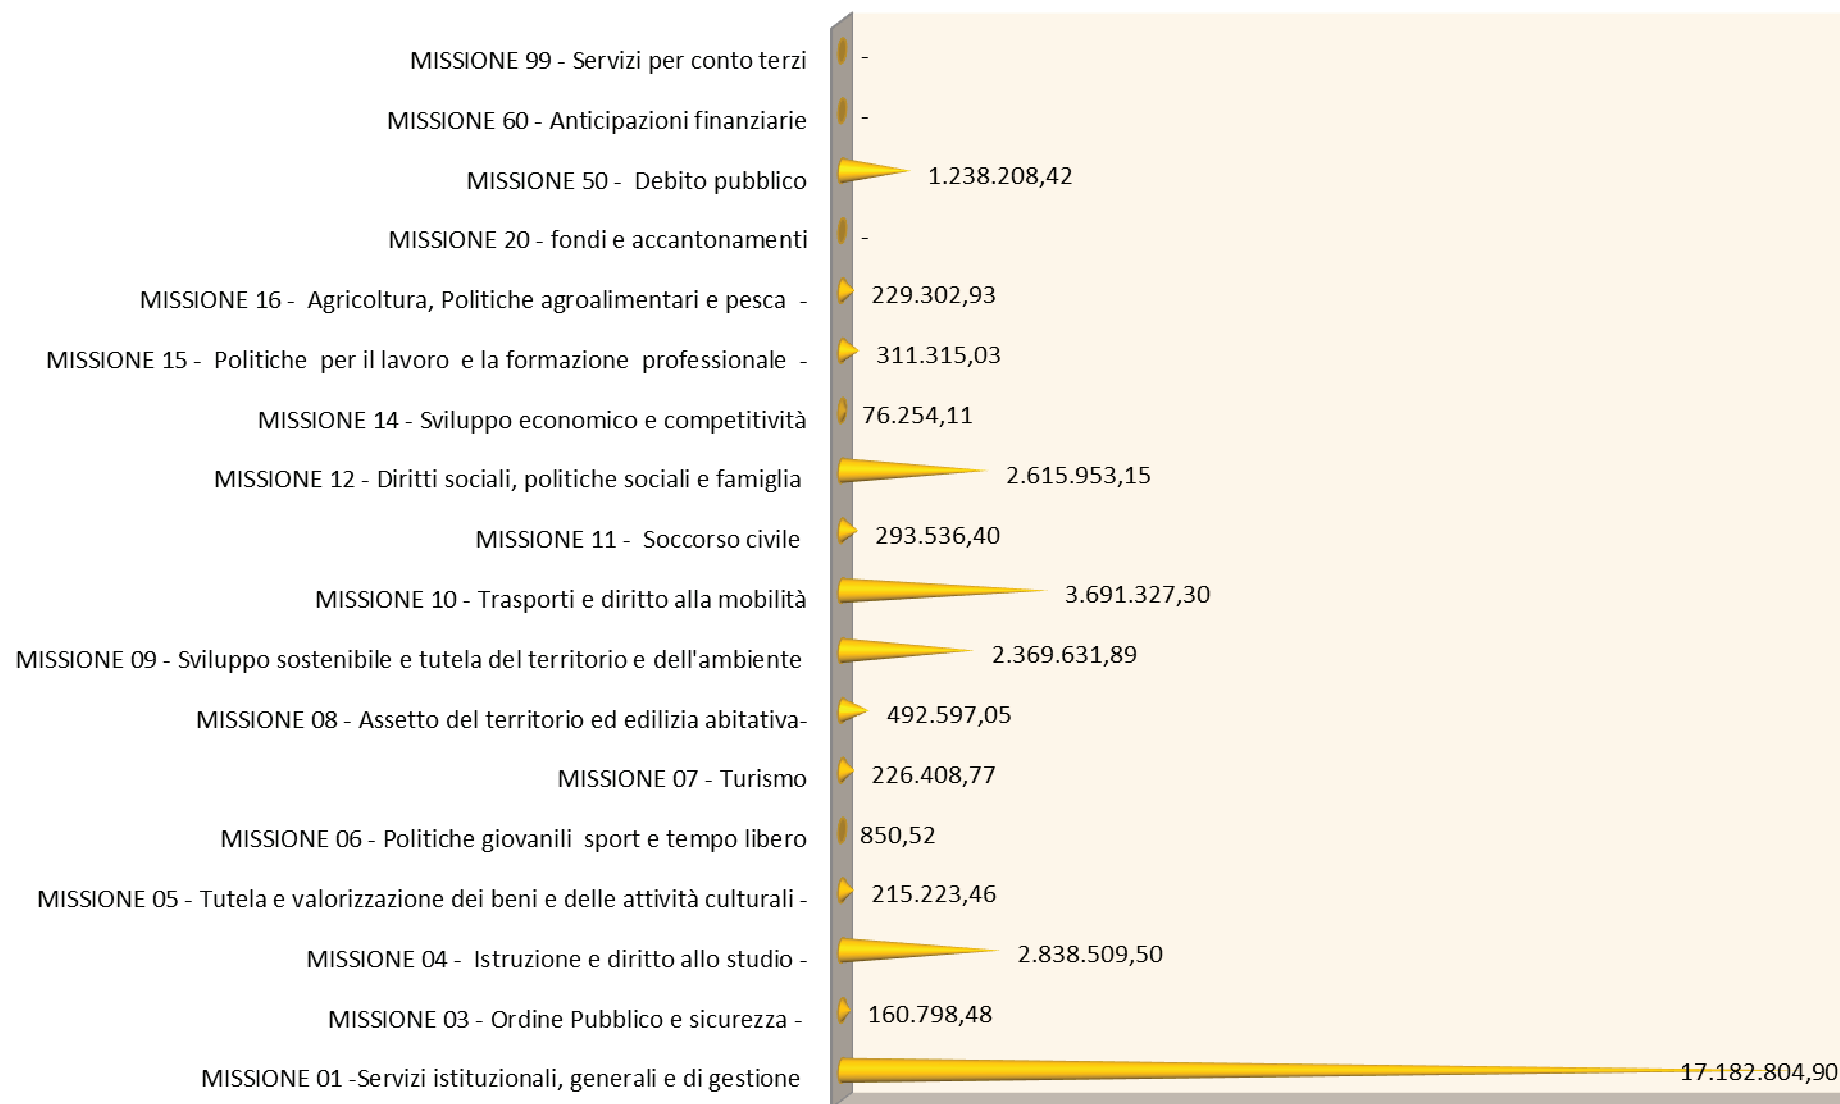 MISSIONE 99 - Servizi per conto terzi -
MISSIONE 60 - Anticipazioni finanziarie -
MISSIONE 50 -  Debito pubblico 1.238.208,42
MISSIONE 20 - fondi e accantonamenti -
MISSIONE 16 -  Agricoltura, Politiche agroalimentari e pesca  - 229.302,93
MISSIONE 15 -  Politiche  per il lavoro  e la formazione  professionale  - 311.315,03
MISSIONE 14 - Sviluppo economico e competitività 76.254,11
MISSIONE 12 - Diritti sociali, politiche sociali e famiglia 2.615.953,15
MISSIONE 11 -  Soccorso civile 293.536,40
MISSIONE 10 - Trasporti e diritto alla mobilità 3.691.327,30
MISSIONE 09 - Sviluppo sostenibile e tutela del territorio e dell'ambiente 2.369.631,89
MISSIONE 08 - Assetto del territorio ed edilizia abitativa- 492.597,05
MISSIONE 07 - Turismo 226.408,77
MISSIONE 06 - Politiche giovanili  sport e tempo libero 850,52
MISSIONE 05 - Tutela e valorizzazione dei beni e delle attività culturali - 215.223,46
MISSIONE 04 -  Istruzione e diritto allo studio - 2.838.509,50
MISSIONE 03 - Ordine Pubblico e sicurezza - 160.798,48
MISSIONE 01 -Servizi istituzionali, generali e di gestione 17.182.804,90